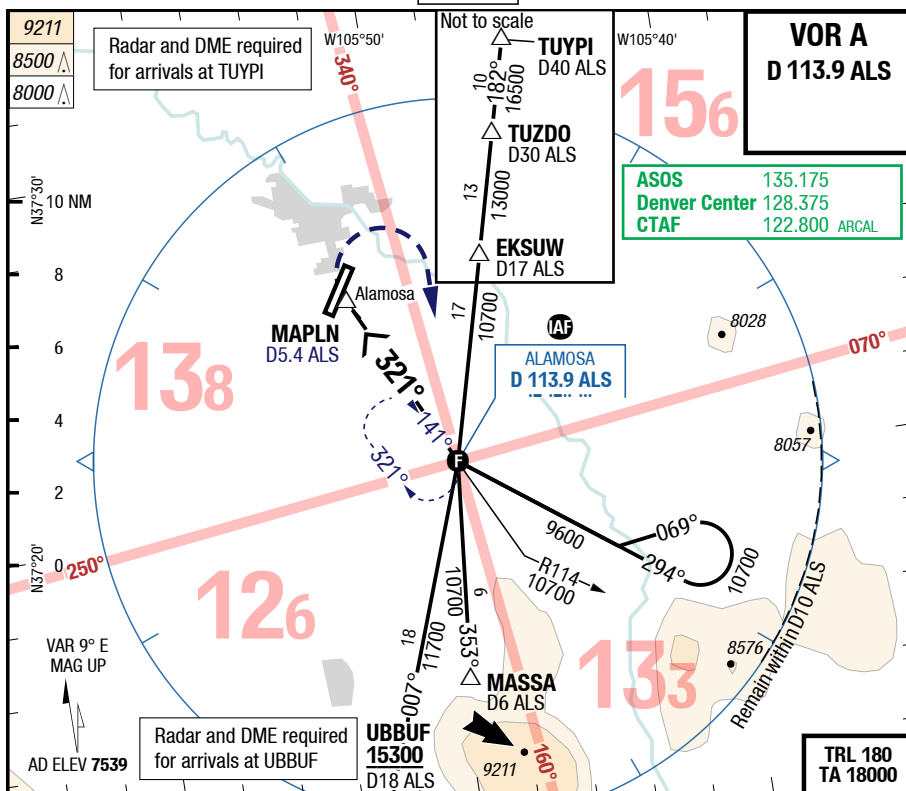 9211
8500
8000
Radar and DME required
for arrivals at TUYPI
W105°50'
340°
Not to scale
TUYPI
D40 ALS
10
182°
16500
TUZDO
D30 ALS
13
13000
EKSUW
D17 ALS
17
10700
W105°40'
156
VOR A
D 113.9 ALS
ASOS 135.175
Denver Center 128.375
CTAF 122.800 ARCAL
N37°30'
10 NM
8
6
4
2
0
N37°20'
Alamosa
MAPLN
D5.4 ALS
138
321°
141°
321°
IAF
ALAMOSA
D 113.9 ALS
8028
070°
8057
F
250°
126
9600
069°
294°
10700
R114
10700
6
10700
353°
18
11700
007°
MASSA
D6 ALS
133
8576
Remain within D10 ALS
VAR 9° E
MAG UP
AD ELEV 7539
Radar and DME required
for arrivals at UBBUF
UBBUF
15300
D18 ALS
9211
160°
TRL 180
TA 18000